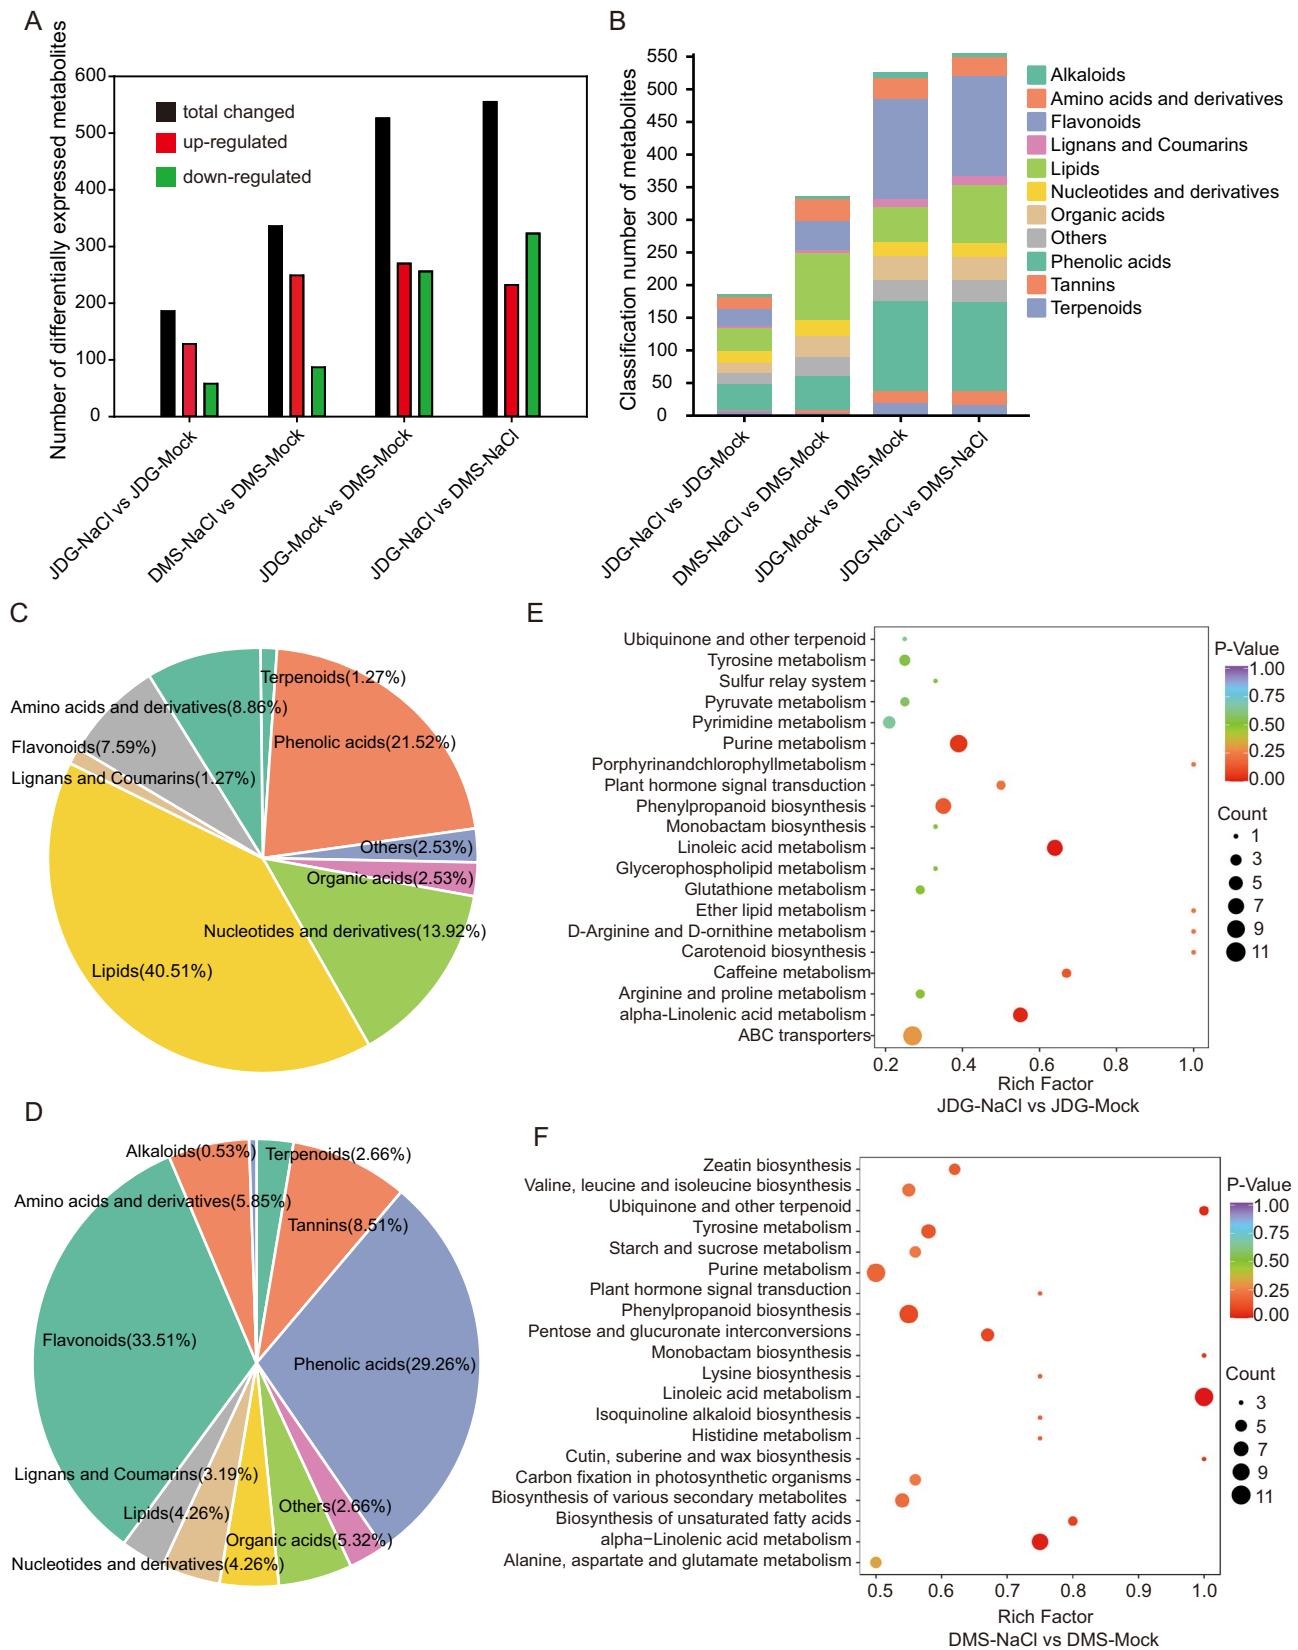 A
Number of differentially expressed metabolites
600
500
400
300
200
100
0
total changed
up-regulated
down-regulated
JDG-NaCl vs JDG-Mock
DMS-NaCl vs DMS-Mock
JDG-Mock vs DMS-Mock
JDG-NaCl vs DMS-NaCl
B
Classification number of metabolites
550
500
450
400
350
300
250
200
150
100
50
0
JDG-NaCl vs JDG-Mock
DMS-NaCl vs DMS-Mock
JDG-Mock vs DMS-Mock
JDG-NaCl vs DMS-NaCl
Alkaloids
Amino acids and derivatives
Flavonoids
Lignans and Coumarins
Lipids
Nucleotides and derivatives
Organic acids
Others
Phenolic acids
Tannins
Terpenoids
C
Terpenoids(1.27%)
Amino acids and derivatives(8.86%)
Phenolic acids(21.52%)
Flavonoids(7.59%)
Lignans and Coumarins(1.27%)
Others(2.53%)
Organic acids(2.53%)
Nucleotides and derivatives(13.92%)
Lipids(40.51%)
D
Alkaloids(0.53%)
Terpenoids(2.66%)
Amino acids and derivatives(5.85%)
Tannins(8.51%)
Flavonoids(33.51%)
Phenolic acids(29.26%)
Lignans and Coumarins(3.19%)
Others(2.66%)
Lipids(4.26%)
Organic acids(5.32%)
Nucleotides and derivatives(4.26%)
E
Ubiquinone and other terpenoid
Tyrosine metabolism
Sulfur relay system
Pyruvate metabolism
Pyrimidine metabolism
Purine metabolism
Porphyrinandchlorophyllmetabolism
Plant hormone signal transduction
Phenylpropanoid biosynthesis
Monobactam biosynthesis
Linoleic acid metabolism
Glycerophospholipid metabolism
Glutathione metabolism
Ether lipid metabolism
D-Arginine and D-ornithine metabolism
Carotenoid biosynthesis
Caffeine metabolism
Arginine and proline metabolism
alpha-Linolenic acid metabolism
ABC transporters
0.2 0.4 0.6 0.8 1.0
Rich Factor
JDG-NaCl vs JDG-Mock
P-Value
1.00
0.75
0.50
0.25
0.00
Count
1
3
5
7
9
11
F
Zeatin biosynthesis
Valine, leucine and isoleucine biosynthesis
Ubiquinone and other terpenoid
Tyrosine metabolism
Starch and sucrose metabolism
Purine metabolism
Plant hormone signal transduction
Phenylpropanoid biosynthesis
Pentose and glucuronate interconversions
Monobactam biosynthesis
Lysine biosynthesis
Linoleic acid metabolism
Isoquinoline alkaloid biosynthesis
Histidine metabolism
Cutin, suberine and wax biosynthesis
Carbon fixation in photosynthetic organisms
Biosynthesis of various secondary metabolites
Biosynthesis of unsaturated fatty acids
alpha−Linolenic acid metabolism
Alanine, aspartate and glutamate metabolism
0.5 0.6 0.7 0.8 0.9 1.0
Rich Factor
DMS-NaCl vs DMS-Mock
P-Value
1.00
0.75
0.50
0.25
0.00
Count
3
5
7
9
11